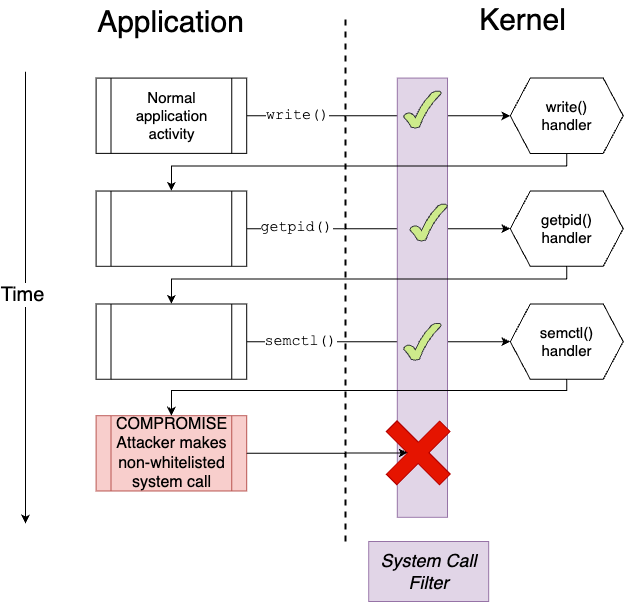 Application
Kernel
Normal
application
activity
write()
write()
handler
getpid()
getpid()
handler
Time
semctl()
semctl()
handler
COMPROMISE
Attacker makes
non-whitelisted
system call
System Call
Filter